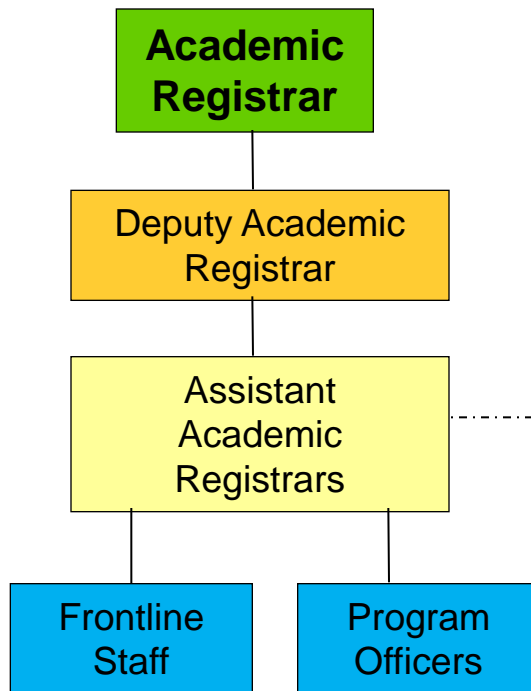 Academic
Registrar
Deputy Academic
Registrar
Assistant
Academic
Registrars
Frontline
Staff
Program
Officers